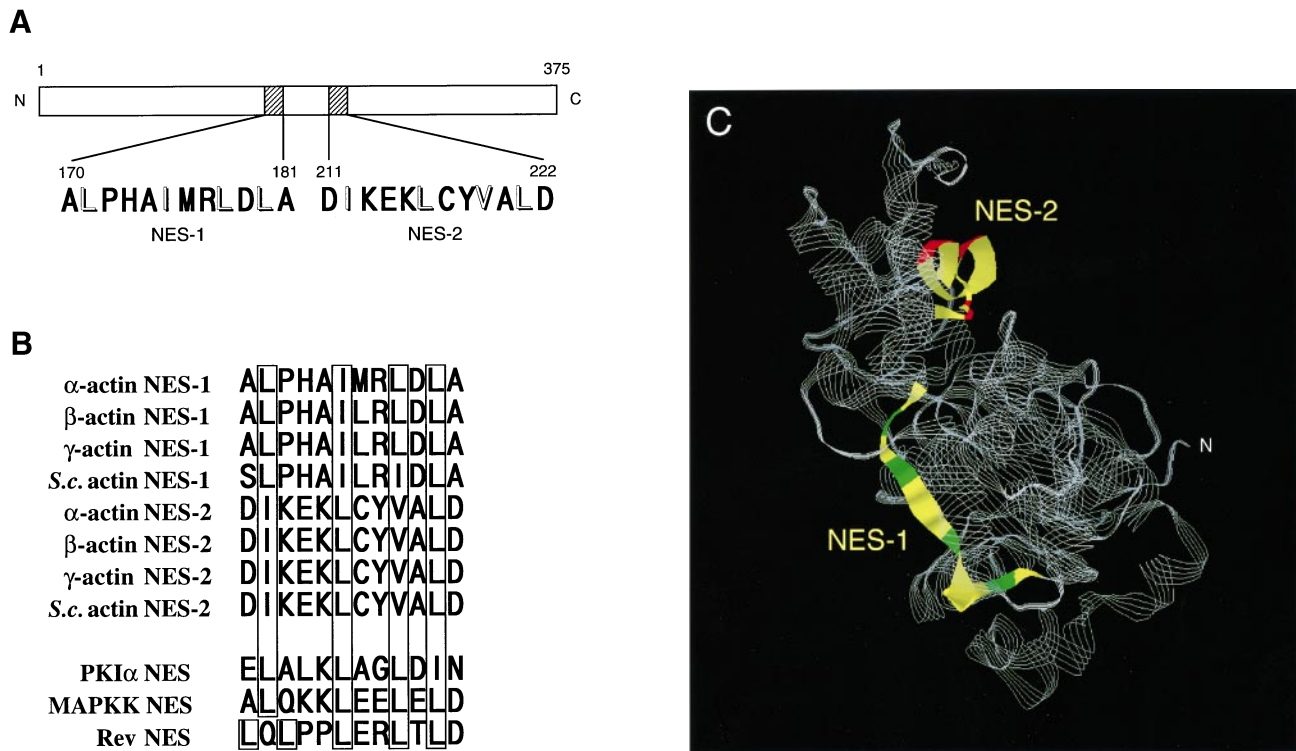 A
1 375
N C
170 181 211 222
ALPHAIMRLDLA DIKEKLCYVALD
NES-1 NES-2
B
α-actin NES-1 ALPHAIMRLDLA
β-actin NES-1 ALPHAILRLDLA
γ-actin NES-1 ALPHAILRLDLA
S.c. actin NES-1 SLPHAILRIDLA
α-actin NES-2 DIKEKLCYVALD
β-actin NES-2 DIKEKLCYVALD
γ-actin NES-2 DIKEKLCYVALD
S.c. actin NES-2 DIKEKLCYVALD
PKIα NES ELALKLAGLDIN
MAPKK NES ALQKKLEELELD
Rev NES LQLPPLERLTLD
C
NES-2
N
NES-1